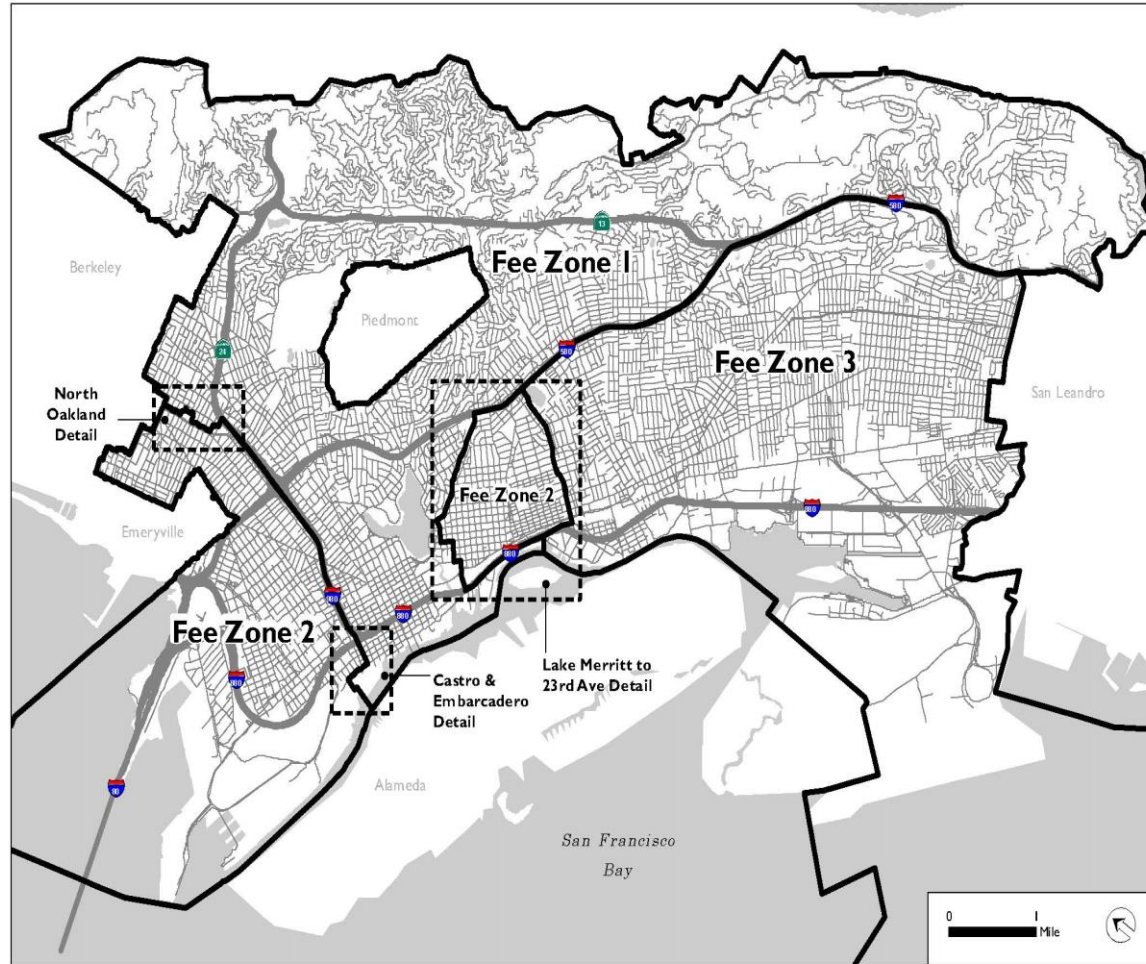 13
580
Fee Zone 1
Berkeley
Piedmont
24
580
Fee Zone 3
North
Oakland
Detail
San Leandro
Fee Zone 2
880
Emeryville
880
980
880
Fee Zone 2
Lake Merritt to
23rd Ave Detail
880
Castro &
Embarcadero
Detail
80
Alameda
San Francisco
Bay
0
1
Mile